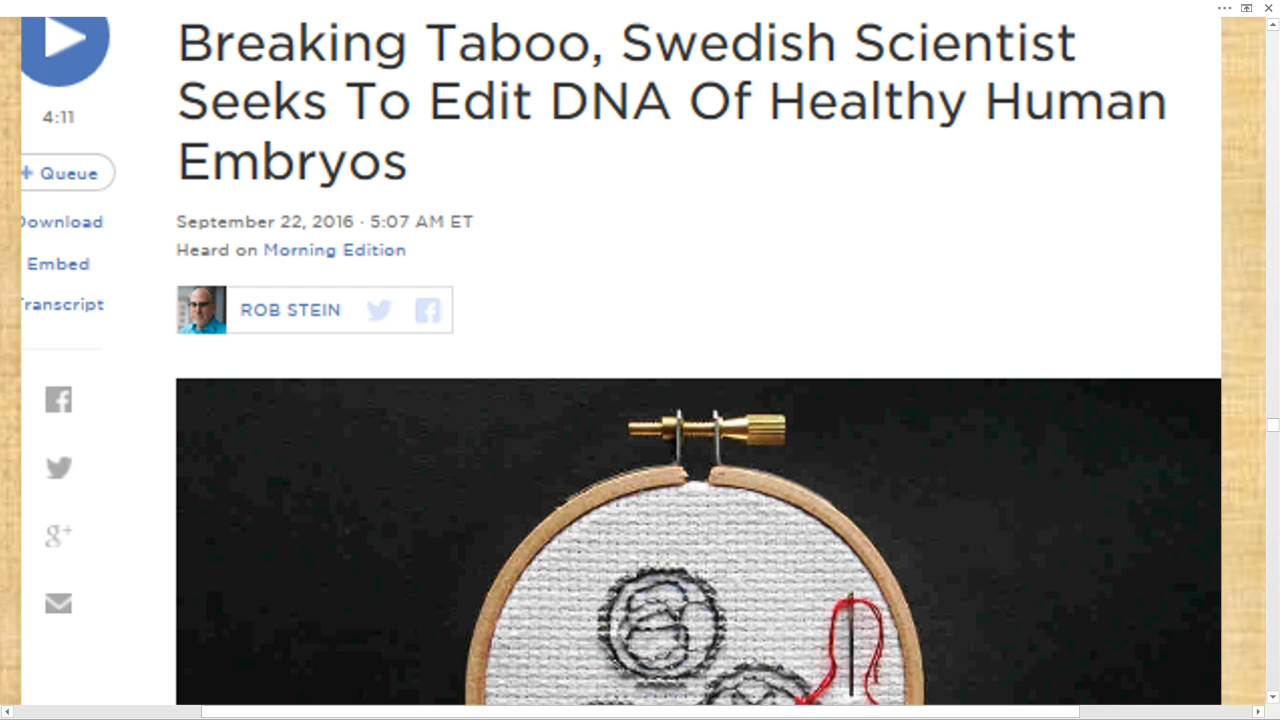 Breaking Taboo, Swedish Scientist
Seeks To Edit DNA Of Healthy Human
Embryos
4:11
+ Queue
Download
Embed
Transcript
September 22, 2016 · 5:07 AM ET
Heard on Morning Edition
ROB STEIN
g+